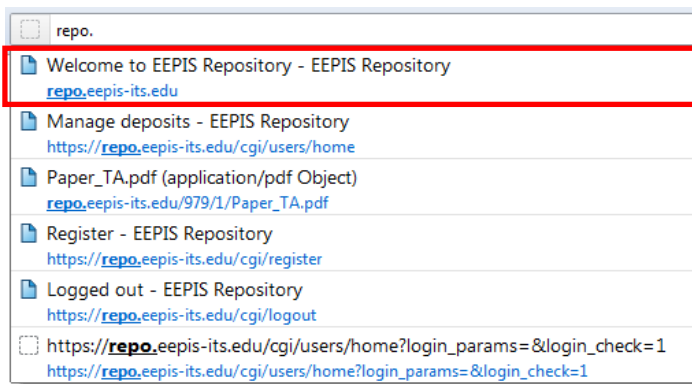 repo.
Welcome to EEPIS Repository - EEPIS Repository
repo.eepis-its.edu
Manage deposits - EEPIS Repository
https://repo.eepis-its.edu/cgi/users/home
Paper_TA.pdf (application/pdf Object)
repo.eepis-its.edu/979/1/Paper_TA.pdf
Register - EEPIS Repository
https://repo.eepis-its.edu/cgi/register
Logged out - EEPIS Repository
https://repo.eepis-its.edu/cgi/logout
https://repo.eepis-its.edu/cgi/users/home?login_params=&login_check=1
https://repo.eepis-its.edu/cgi/users/home?login_params=&login_check=1